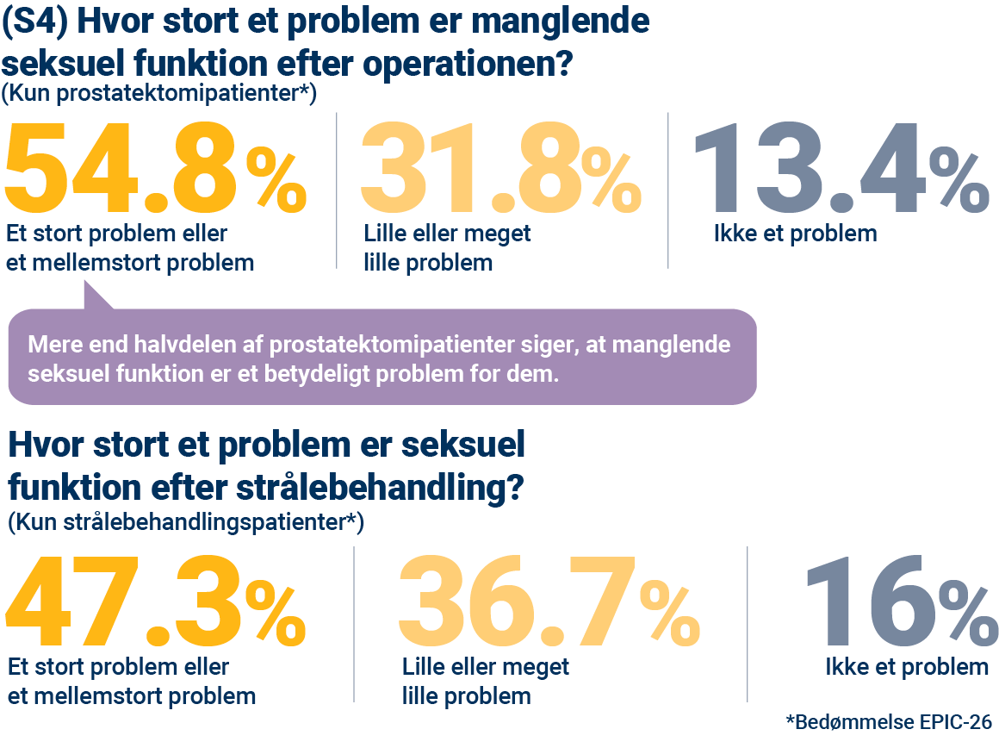 (S4) Hvor stort et problem er manglende
seksuel funktion efter operationen?
(Kun prostatektomipatienter*)
54.8%
Et stort problem eller
et mellemstort problem
31.8%
Lille eller meget
lille problem
13.4%
Ikke et problem
Mere end halvdelen af prostatektomipatienter siger, at manglende
seksuel funktion er et betydeligt problem for dem.
Hvor stort et problem er seksuel
funktion efter strålebehandling?
(Kun strålebehandlingspatienter*)
47.3%
Et stort problem eller
et mellemstort problem
36.7%
Lille eller meget
lille problem
16%
Ikke et problem
*Bedømmelse EPIC-26